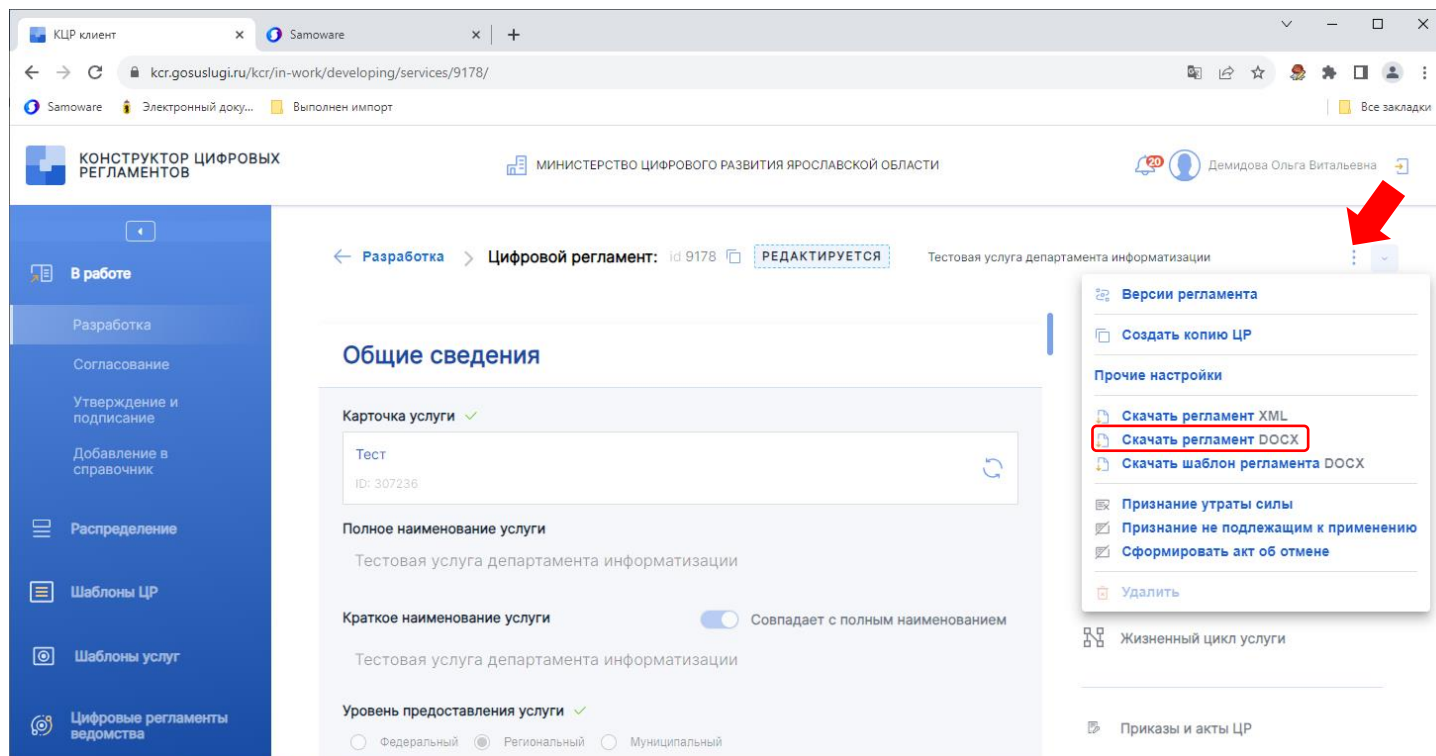 КЦР клиент
Samoware
kcr.gosuslugi.ru/kcr/in-work/developing/services/9178/
Samoware
Электронный доку...
Выполнен импорт
Все закладки
КОНСТРУКТОР ЦИФРОВЫХ
РЕГЛАМЕНТОВ
МИНИСТЕРСТВО ЦИФРОВОГО РАЗВИТИЯ ЯРОСЛАВСКОЙ ОБЛАСТИ
20
Демидова Ольга Витальевна
В работе
Разработка
Согласование
Утверждение и
подписание
Добавление в
справочник
Распределение
Шаблоны ЦР
Шаблоны услуг
Цифровые регламенты
ведомства
Разработка
Цифровой регламент: id 9178
РЕДАКТИРУЕТСЯ
Тестовая услуга департамента информатизации
Общие сведения
Карточка услуги
Тест
ID: 307236
Полное наименование услуги
Тестовая услуга департамента информатизации
Краткое наименование услуги
Совпадает с полным наименованием
Тестовая услуга департамента информатизации
Уровень предоставления услуги
Федеральный
Региональный
Муниципальный
Версии регламента
Создать копию ЦР
Прочие настройки
Скачать регламент XML
Скачать регламент DOCX
Скачать шаблон регламента DOCX
Признание утраты силы
Признание не подлежащим к применению
Сформировать акт об отмене
Удалить
Жизненный цикл услуги
Приказы и акты ЦР